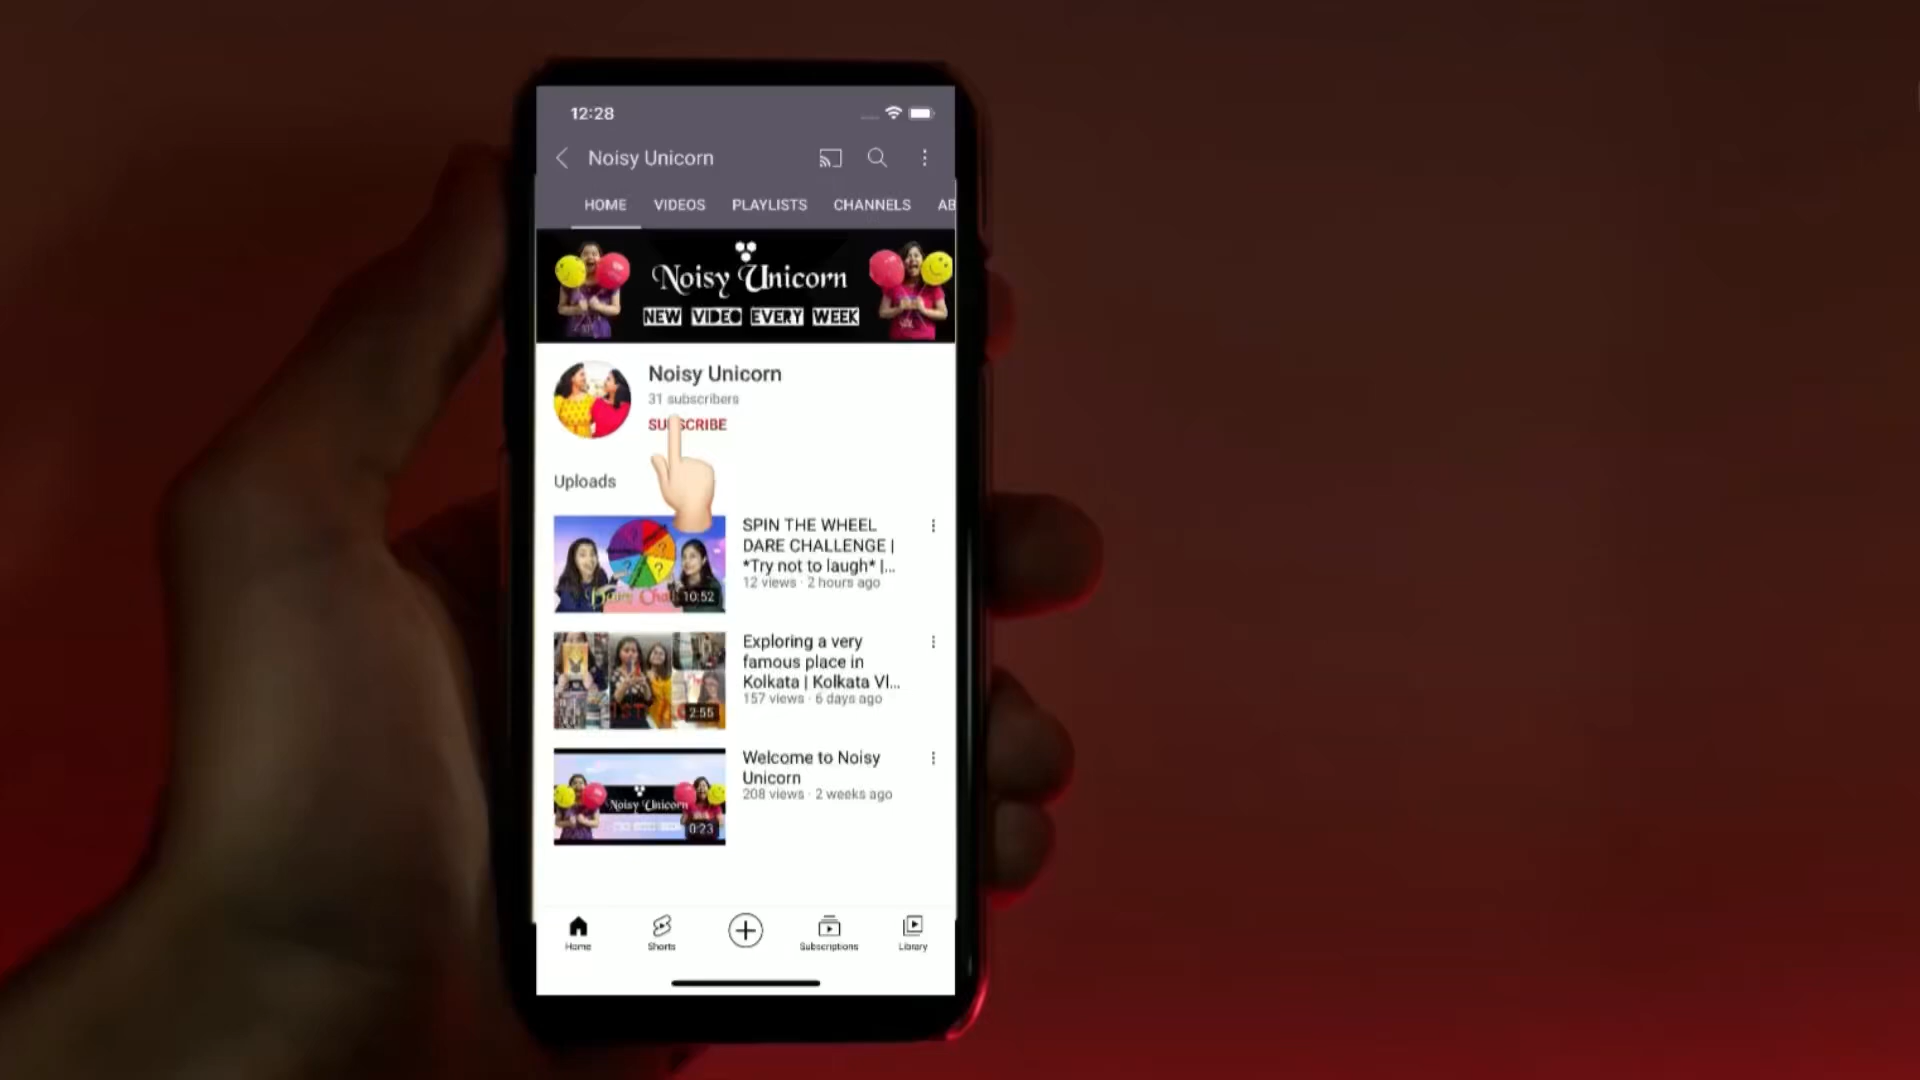 12:28
Noisy Unicorn
HOME VIDEOS PLAYLISTS CHANNELS AB
Noisy Unicorn
NEW VIDEO EVERY WEEK
Noisy Unicorn
31 subscribers
SUBSCRIBE
Uploads
SPIN THE WHEEL
DARE CHALLENGE |
*Try not to laugh* |...
12 views · 2 hours ago
10:52
Exploring a very
famous place in
Kolkata | Kolkata Vl...
157 views · 6 days ago
2:55
Welcome to Noisy
Unicorn
208 views · 2 weeks ago
Noisy Unicorn
0:23
Home Shorts Subscriptions Library